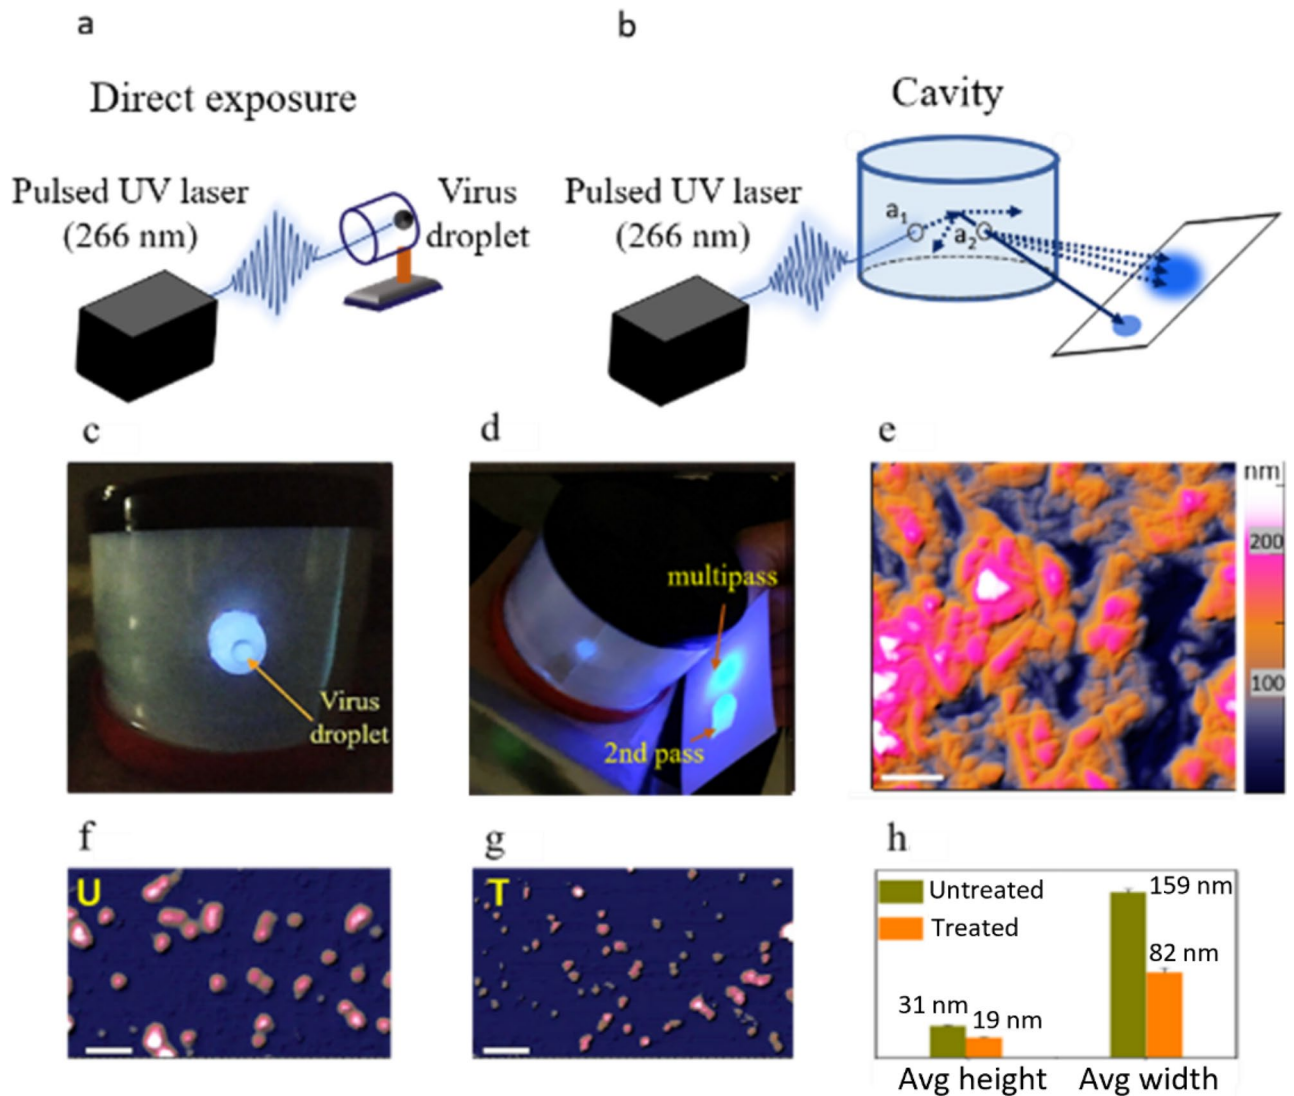 a
b
Direct exposure
Cavity
Pulsed UV laser
(266 nm)
Virus
droplet
Pulsed UV laser
(266 nm)
a1
a2
c
d
e
Virus
droplet
multipass
2nd pass
nm
200
100
f
g
h
U
T
Untreated
Treated
159 nm
82 nm
31 nm
19 nm
Avg height
Avg width